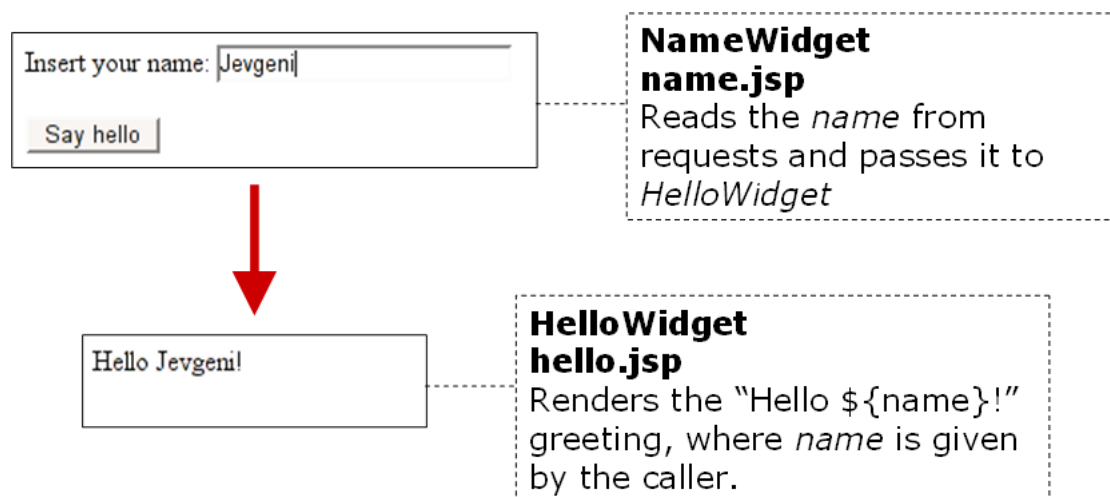 Insert your name: Jevgeni
Say hello
NameWidget
name.jsp
Reads the name from
requests and passes it to
HelloWidget
Hello Jevgeni!
HelloWidget
hello.jsp
Renders the “Hello ${name}!”
greeting, where name is given
by the caller.